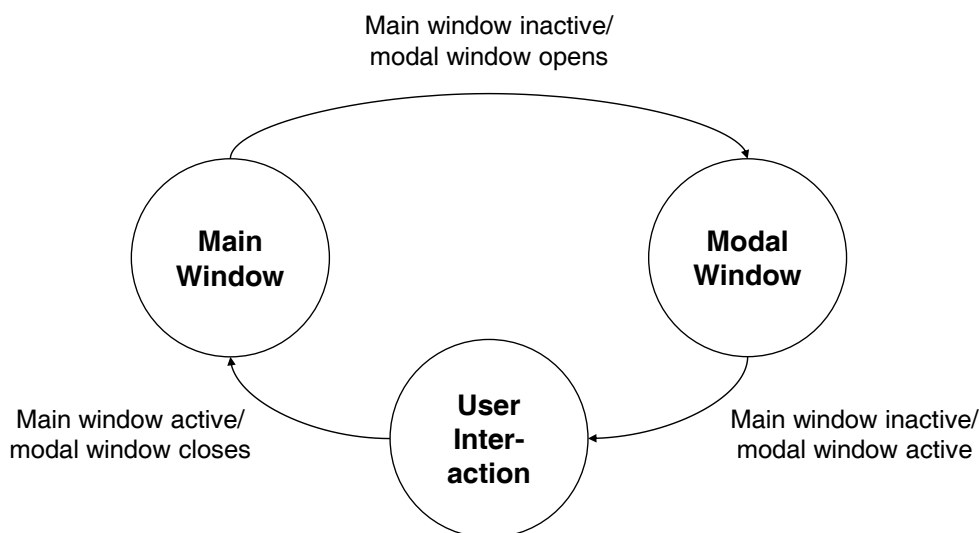 Main window inactive/
modal window opens
Main
Window
Modal
Window
User
Inter-
action
Main window active/
modal window closes
Main window inactive/
modal window active